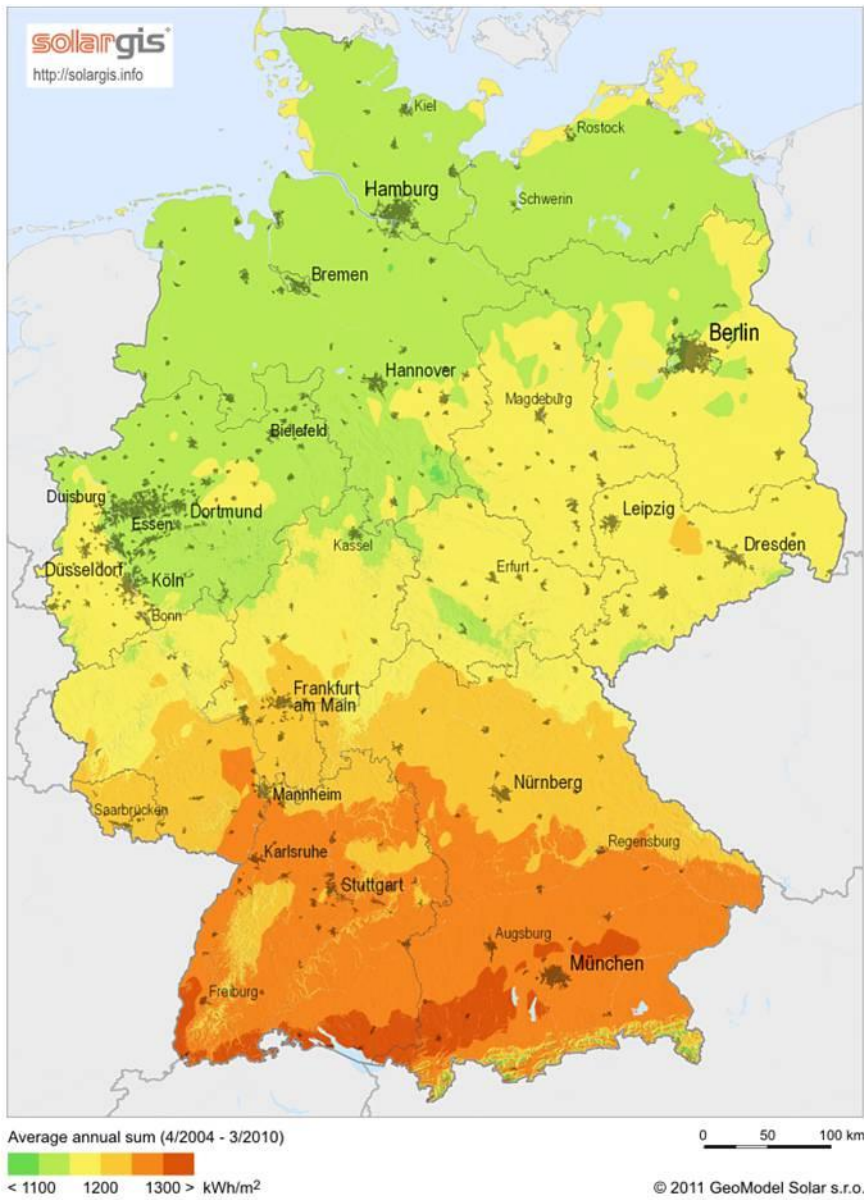 solargis
http://solargis.info
Kiel
Rostock
Hamburg
Schwerin
Bremen
Berlin
Hannover
Magdeburg
Bielefeld
Duisburg
Dortmund
Essen
Leipzig
Kassel
Dresden
Düsseldorf
Köln
Erfurt
Bonn
Frankfurt
am Main
Nürnberg
Mannheim
Saarbrücken
Regensburg
Karlsruhe
Stuttgart
Augsburg
München
Freiburg
Average annual sum (4/2004 - 3/2010)
0 50 100 km
< 1100 1200 1300 > kWh/m²
© 2011 GeoModel Solar s.r.o.